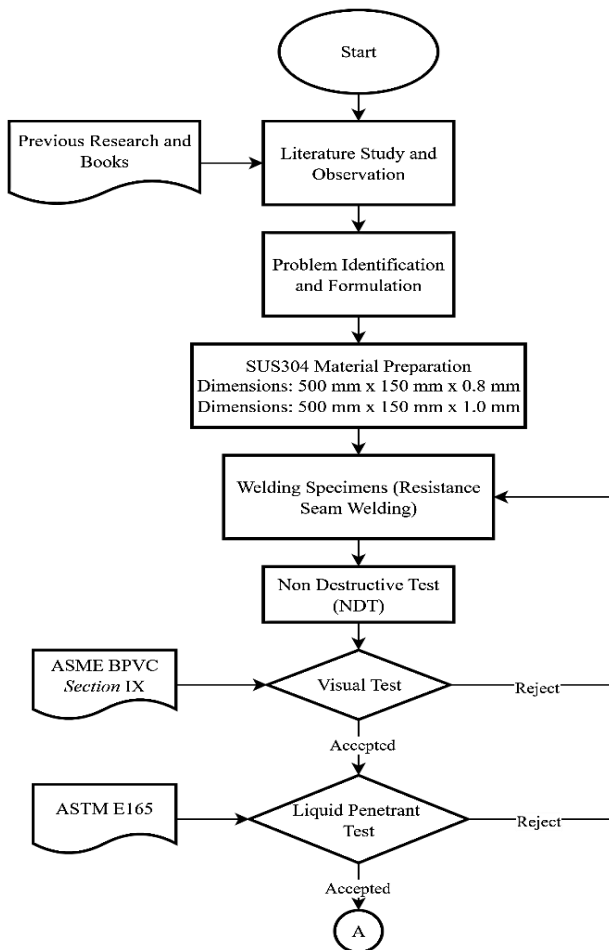 Start
Previous Research and
Books
Literature Study and
Observation
Problem Identification
and Formulation
SUS304 Material Preparation
Dimensions: 500 mm x 150 mm x 0.8 mm
Dimensions: 500 mm x 150 mm x 1.0 mm
Welding Specimens (Resistance
Seam Welding)
Non Destructive Test
(NDT)
ASME BPVC
Section IX
Visual Test
Reject
Accepted
ASTM E165
Liquid Penetrant
Test
Reject
Accepted
A